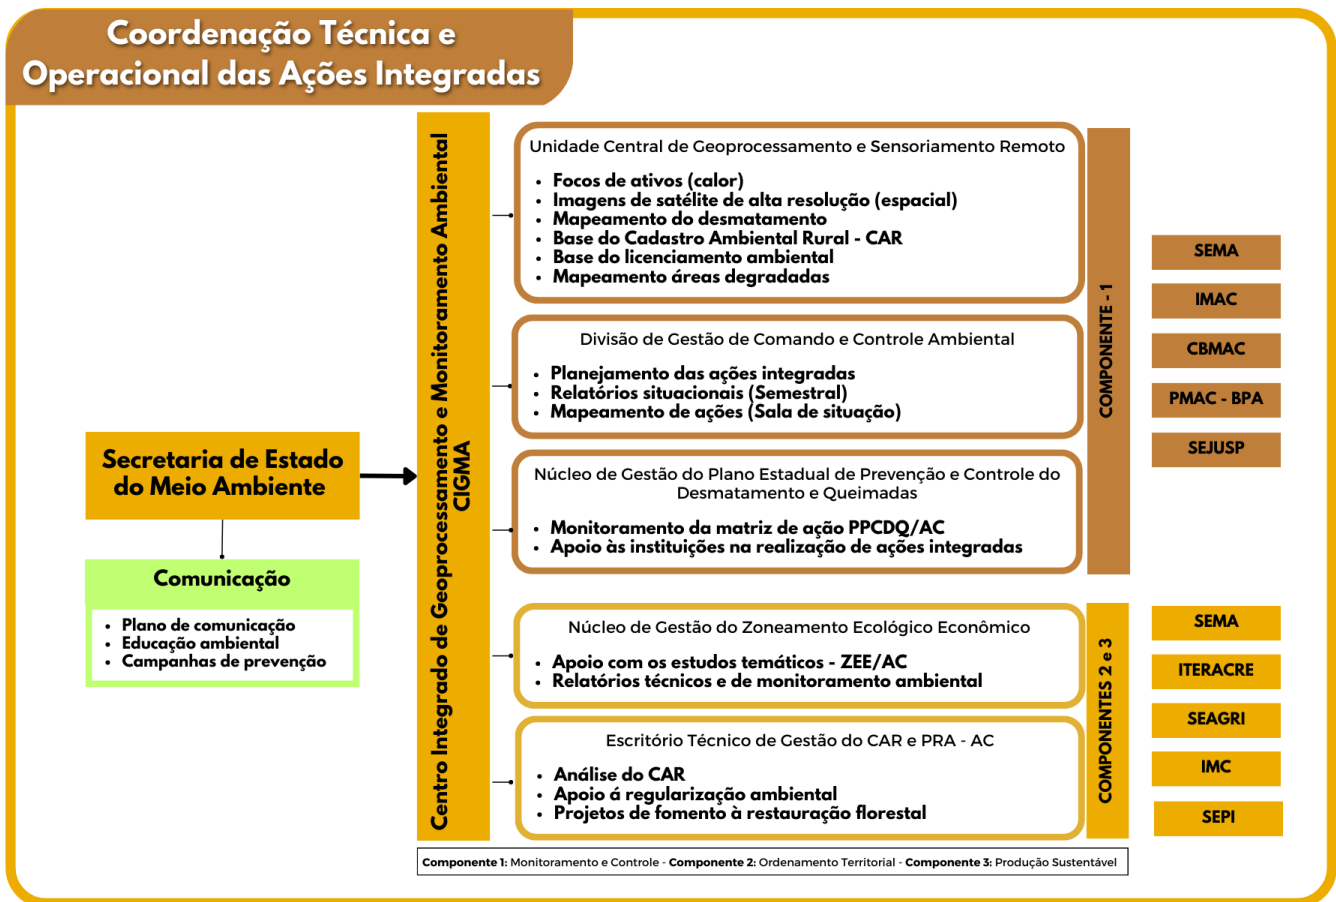 Coordenação Técnica e
Operacional das Ações Integradas
Secretaria de Estado
do Meio Ambiente
Comunicação
• Plano de comunicação
• Educação ambiental
• Campanhas de prevenção
Centro Integrado de Geoprocessamento e Monitoramento Ambiental
CIGMA
Unidade Central de Geoprocessamento e Sensoriamento Remoto
• Focos de ativos (calor)
• Imagens de satélite de alta resolução (espacial)
• Mapeamento do desmatamento
• Base do Cadastro Ambiental Rural - CAR
• Base do licenciamento ambiental
• Mapeamento áreas degradadas
Divisão de Gestão de Comando e Controle Ambiental
• Planejamento das ações integradas
• Relatórios situacionais (Semestral)
• Mapeamento de ações (Sala de situação)
Núcleo de Gestão do Plano Estadual de Prevenção e Controle do
Desmatamento e Queimadas
• Monitoramento da matriz de ação PPCDQ/AC
• Apoio às instituições na realização de ações integradas
COMPONENTE - 1
SEMA
IMAC
CBMAC
PMAC - BPA
SEJUSP
Núcleo de Gestão do Zoneamento Ecológico Econômico
• Apoio com os estudos temáticos - ZEE/AC
• Relatórios técnicos e de monitoramento ambiental
Escritório Técnico de Gestão do CAR e PRA - AC
• Análise do CAR
• Apoio á regularização ambiental
• Projetos de fomento à restauração florestal
COMPONENTES 2 e 3
SEMA
ITERACRE
SEAGRI
IMC
SEPI
Componente 1: Monitoramento e Controle - Componente 2: Ordenamento Territorial - Componente 3: Produção Sustentável